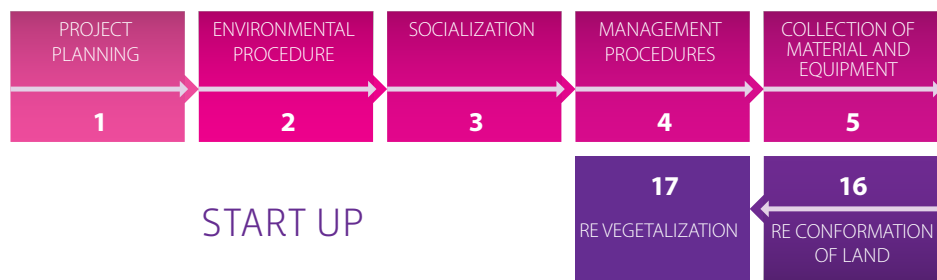 PROJECT
PLANNING
1
ENVIRONMENTAL
PROCEDURE
2
SOCIALIZATION
3
MANAGEMENT
PROCEDURES
4
COLLECTION OF
MATERIAL AND
EQUIPMENT
5
START UP
17
RE VEGETALIZATION
16
RE CONFORMATION
OF LAND